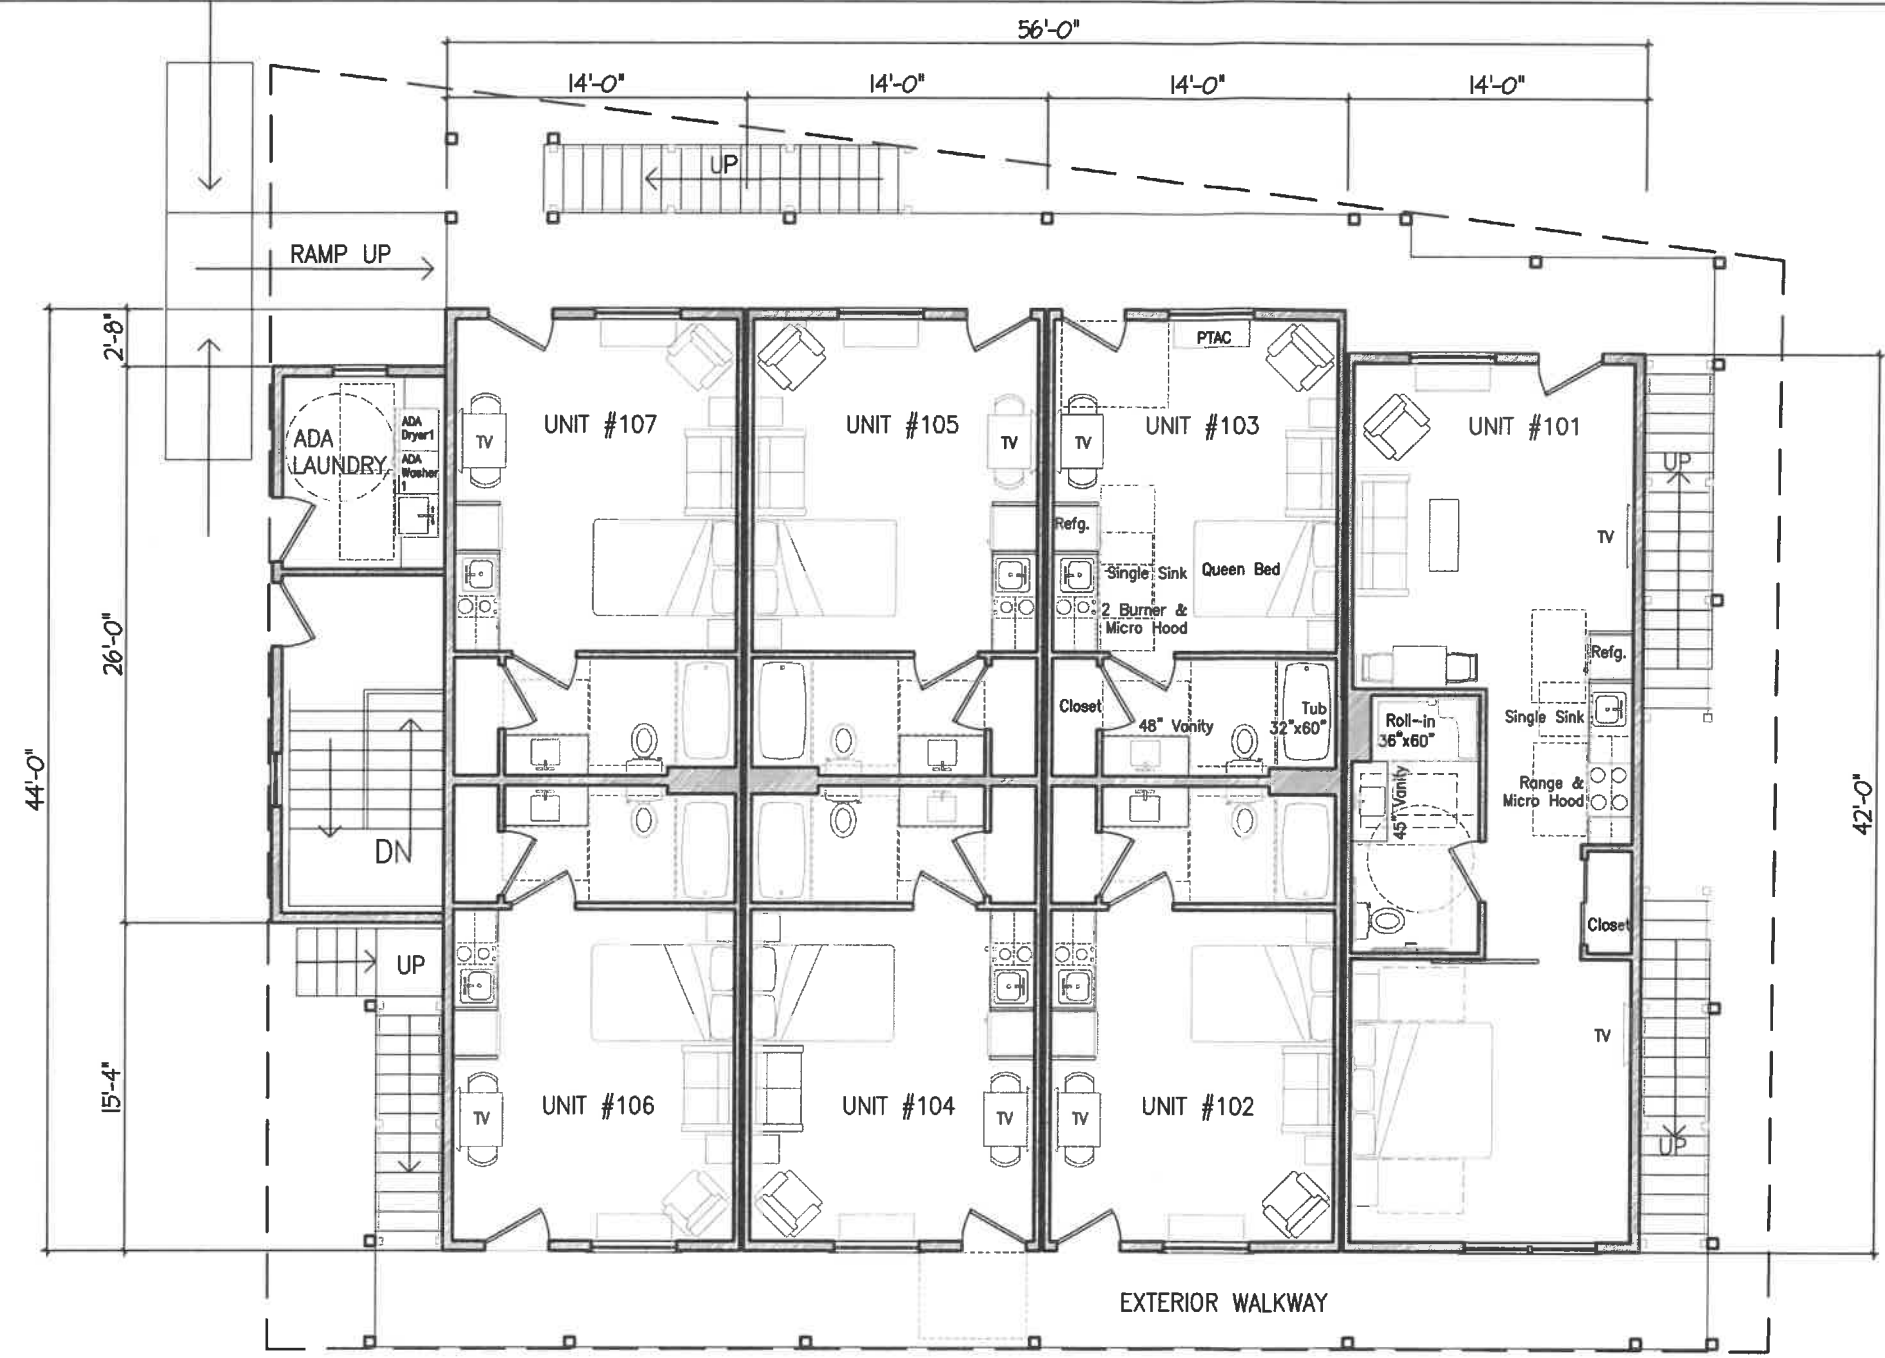 56'-0"
14'-0"
14'-0"
14'-0"
14'-0"
UP
RAMP UP
2'-8"
PTAC
ADA
LAUNDRY
ADA
Dryer1
ADA
Washer
1
TV
UNIT #107
UNIT #105
TV
TV
UNIT #103
UNIT #101
UP
Refg.
TV
Single Sink
Queen Bed
2 Burner &
Micro Hood
26'-0"
Refg.
Closet
48" Vanity
Tub
32"x60"
Roll-in
36"x60"
Single Sink
44'-0"
45" Vanity
Range &
Micro Hood
42'-0"
DN
Closet
UP
TV
15'-4"
TV
UNIT #106
UNIT #104
TV
TV
UNIT #102
UP
EXTERIOR WALKWAY